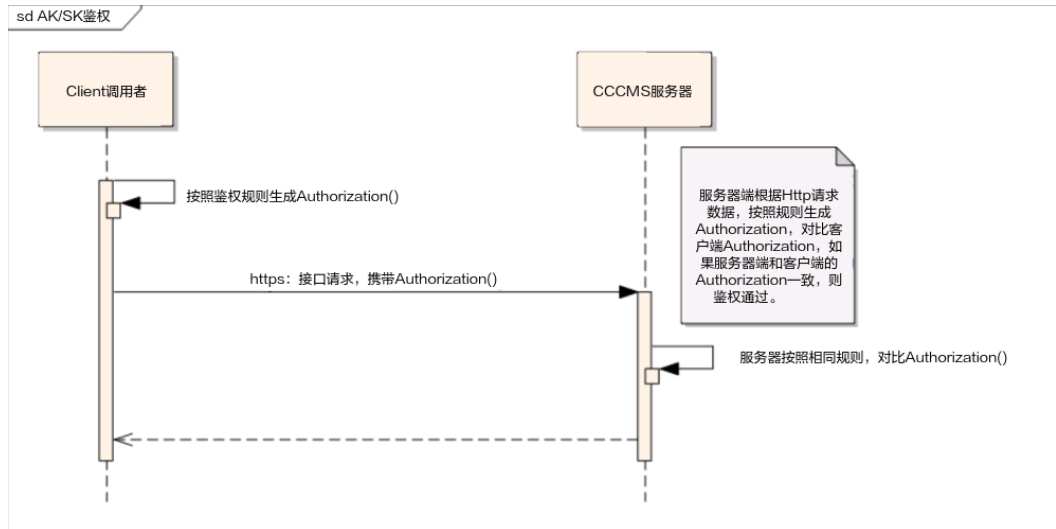 sd AK/SK鉴权
Client调用者
CCCMS服务器
按照鉴权规则生成Authorization()
服务器端根据Http请求
数据，按照规则生成
Authorization，对比客
户端Authorization，如
果服务器端和客户端的
Authorization一致，则
鉴权通过。
https：接口请求，携带Authorization()
服务器按照相同规则，对比Authorization()